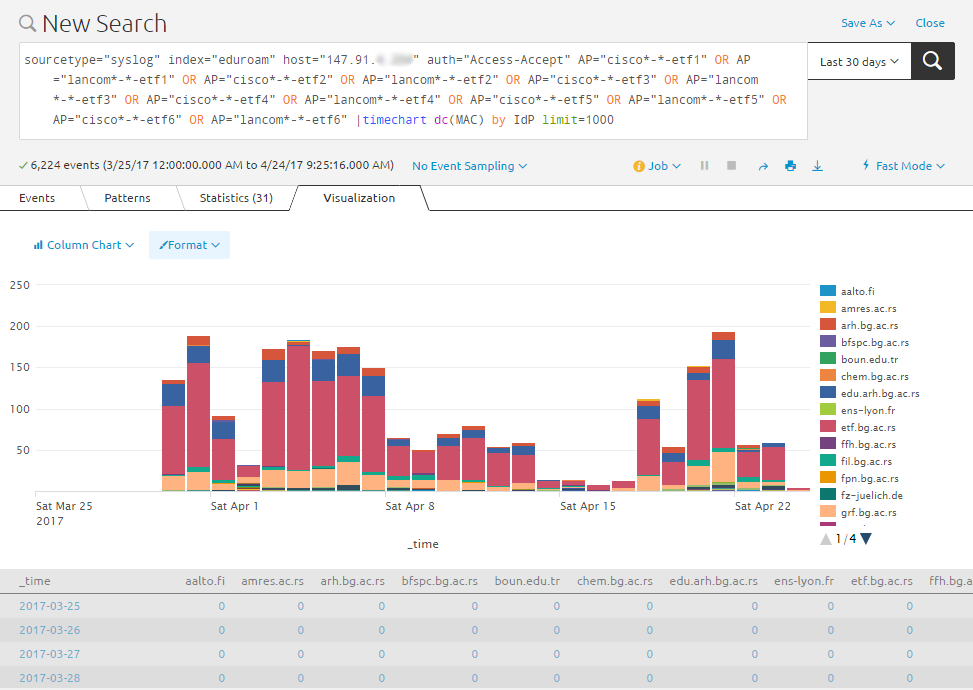 New Search
Save As
Close
sourcetype="syslog" index="eduroam" host="147.91. " auth="Access-Accept" AP="cisco*-*-etf1" OR AP
="lancom*-*-etf1" OR AP="cisco*-*-etf2" OR AP="lancom*-*-etf2" OR AP="cisco*-*-etf3" OR AP="lancom
*-*-etf3" OR AP="cisco*-*-etf4" OR AP="lancom*-*-etf4" OR AP="cisco*-*-etf5" OR AP="lancom*-*-etf5" OR
AP="cisco*-*-etf6" OR AP="lancom*-*-etf6" |timechart dc(MAC) by IdP limit=1000
Last 30 days
6,224 events (3/25/17 12:00:00.000 AM to 4/24/17 9:25:16.000 AM)
No Event Sampling
Job
Fast Mode
Events
Patterns
Statistics (31)
Visualization
Column Chart
Format
250
200
150
100
50
Sat Mar 25
2017
Sat Apr 1
Sat Apr 8
Sat Apr 15
Sat Apr 22
_time
aalto.fi
amres.ac.rs
arh.bg.ac.rs
bfspc.bg.ac.rs
boun.edu.tr
chem.bg.ac.rs
edu.arh.bg.ac.rs
ens-lyon.fr
etf.bg.ac.rs
ffh.bg.ac.rs
fil.bg.ac.rs
fpn.bg.ac.rs
fz-juelich.de
grf.bg.ac.rs
1/4
_time aalto.fi amres.ac.rs arh.bg.ac.rs bfspc.bg.ac.rs boun.edu.tr chem.bg.ac.rs edu.arh.bg.ac.rs ens-lyon.fr etf.bg.ac.rs ffh.bg.a
2017-03-25 0 0 0 0 0 0 0 0 0
2017-03-26 0 0 0 0 0 0 0 0 0
2017-03-27 0 0 0 0 0 0 0 0 0
2017-03-28 0 0 0 0 0 0 0 0 0